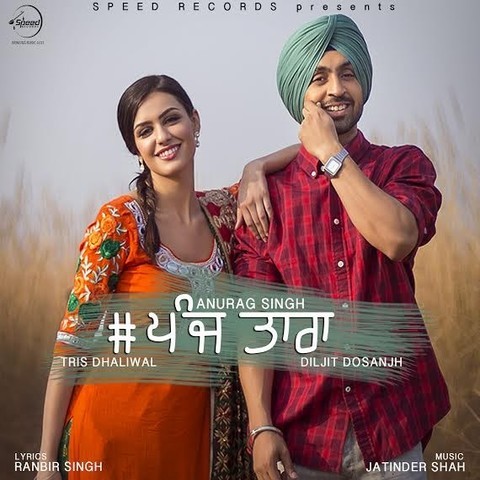 SPEED RECORDS presents
Speed
ANURAG SINGH
#ਪੰਜ ਤਾਰਾ
TRIS DHALIWAL
DILJIT DOSANJH
LYRICS
RANBIR SINGH
MUSIC
JATINDER SHAH